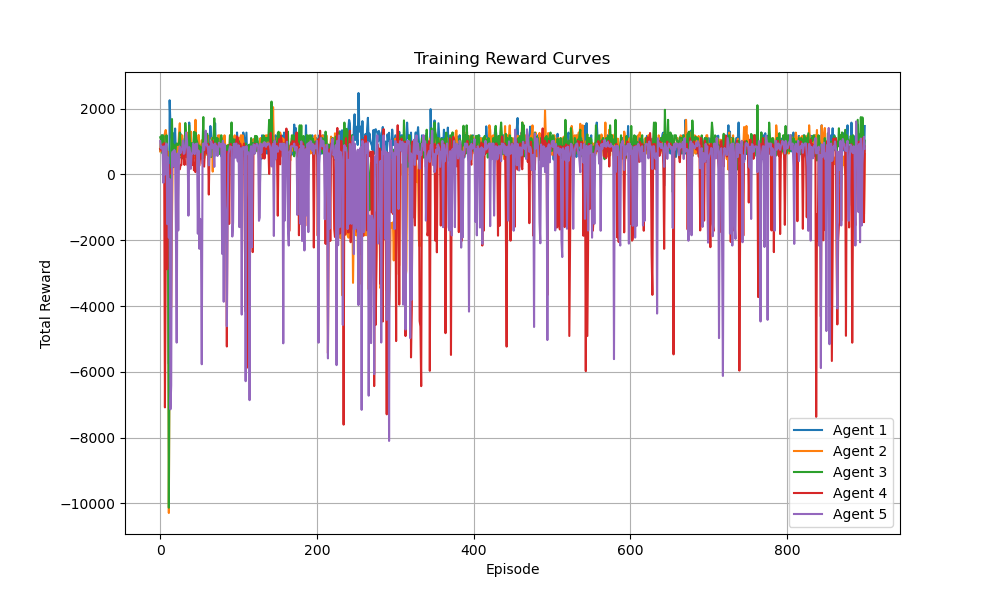 Training Reward Curves
Total Reward
2000
0
−2000
−4000
−6000
−8000
−10000
0 200 400 600 800
Episode
Agent 1
Agent 2
Agent 3
Agent 4
Agent 5